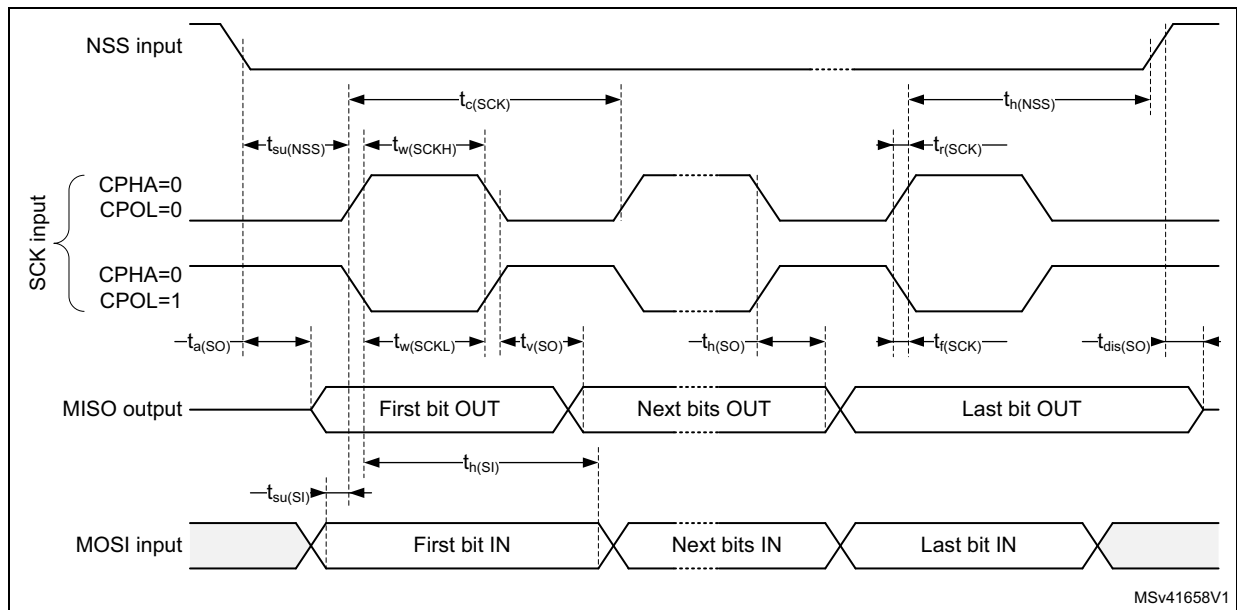 NSS input
tc(SCK)
th(NSS)
tsu(NSS)
tw(SCKH)
tr(SCK)
SCK input
CPHA=0
CPOL=0
CPHA=0
CPOL=1
ta(SO)
tw(SCKL)
tv(SO)
th(SO)
tf(SCK)
tdis(SO)
MISO output
First bit OUT
Next bits OUT
Last bit OUT
th(SI)
tsu(SI)
MOSI input
First bit IN
Next bits IN
Last bit IN
MSv41658V1